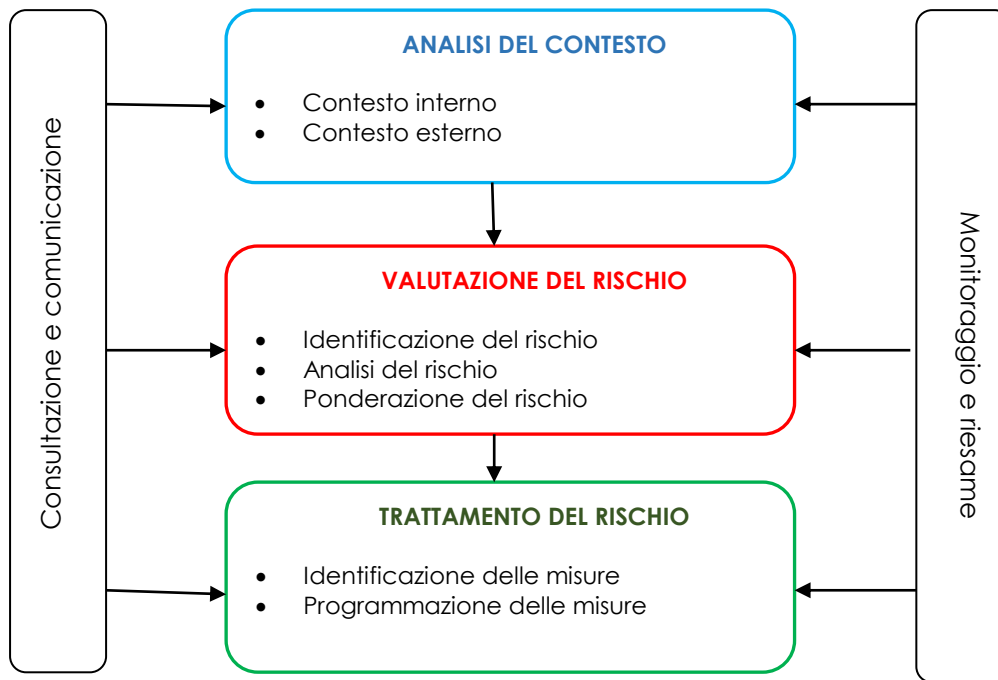 Consultazione e comunicazione
ANALISI DEL CONTESTO
• Contesto interno
• Contesto esterno
VALUTAZIONE DEL RISCHIO
• Identificazione del rischio
• Analisi del rischio
• Ponderazione del rischio
TRATTAMENTO DEL RISCHIO
• Identificazione delle misure
• Programmazione delle misure
Monitoraggio e riesame